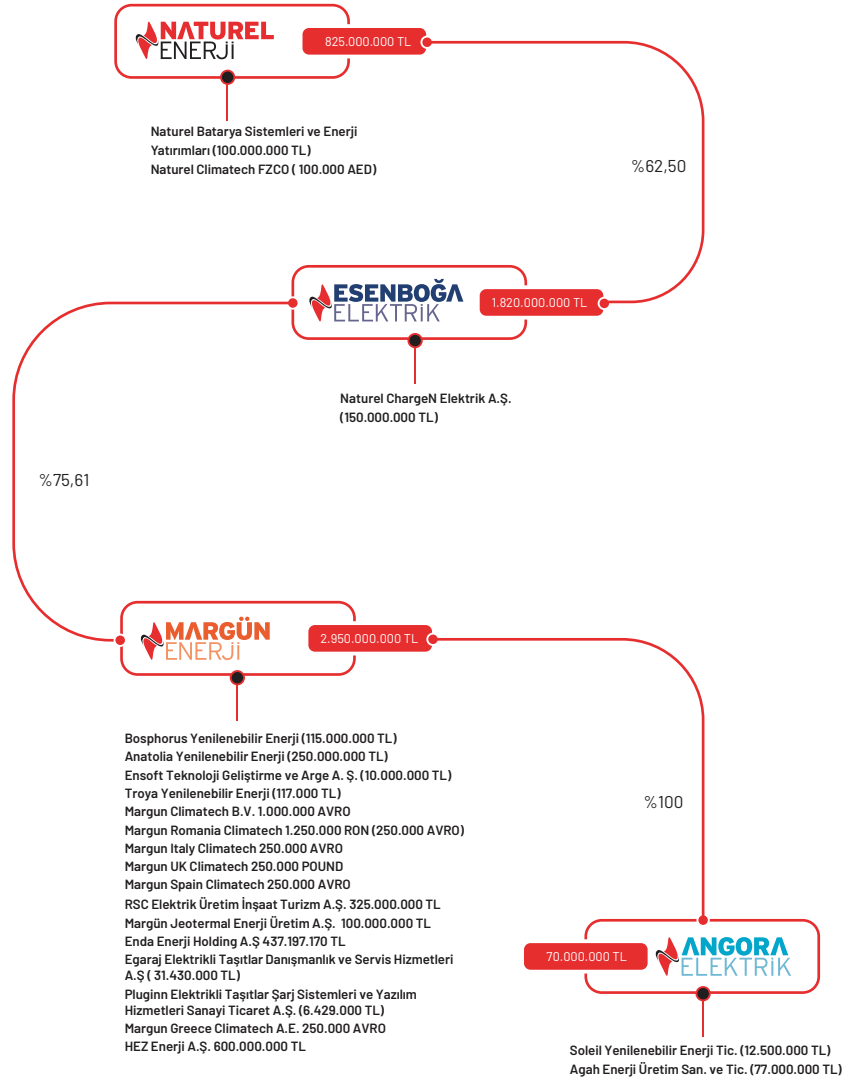 NATUREL
ENERJİ
825.000.000 TL
Naturel Batarya Sistemleri ve Enerji
Yatırımları (100.000.000 TL)
Naturel Climatech FZCO ( 100.000 AED)
%62,50
ESENBOĞA
ELEKTRİK
1.820.000.000 TL
Naturel ChargeN Elektrik A.Ş.
(150.000.000 TL)
%75,61
MARGÜN
ENERJİ
2.950.000.000 TL
Bosphorus Yenilenebilir Enerji (115.000.000 TL)
Anatolia Yenilenebilir Enerji (250.000.000 TL)
Ensoft Teknoloji Geliştirme ve Arge A. Ş. (10.000.000 TL)
Troya Yenilenebilir Enerji (117.000 TL)
Margun Climatech B.V. 1.000.000 AVRO
Margun Romania Climatech 1.250.000 RON (250.000 AVRO)
Margun Italy Climatech 250.000 AVRO
Margun UK Climatech 250.000 POUND
Margun Spain Climatech 250.000 AVRO
RSC Elektrik Üretim İnşaat Turizm A.Ş. 325.000.000 TL
Margün Jeotermal Enerji Üretim A.Ş. 100.000.000 TL
Enda Enerji Holding A.Ş 437.197.170 TL
Egaraj Elektrikli Taşıtlar Danışmanlık ve Servis Hizmetleri
A.Ş ( 31.430.000 TL)
Pluginn Elektrikli Taşıtlar Şarj Sistemleri ve Yazılım
Hizmetleri Sanayi Ticaret A.Ş. (6.429.000 TL)
Margun Greece Climatech A.E. 250.000 AVRO
HEZ Enerji A.Ş. 600.000.000 TL
%100
70.000.000 TL
ANGORA
ELEKTRİK
Soleil Yenilenebilir Enerji Tic. (12.500.000 TL)
Agah Enerji Üretim San. ve Tic. (77.000.000 TL)